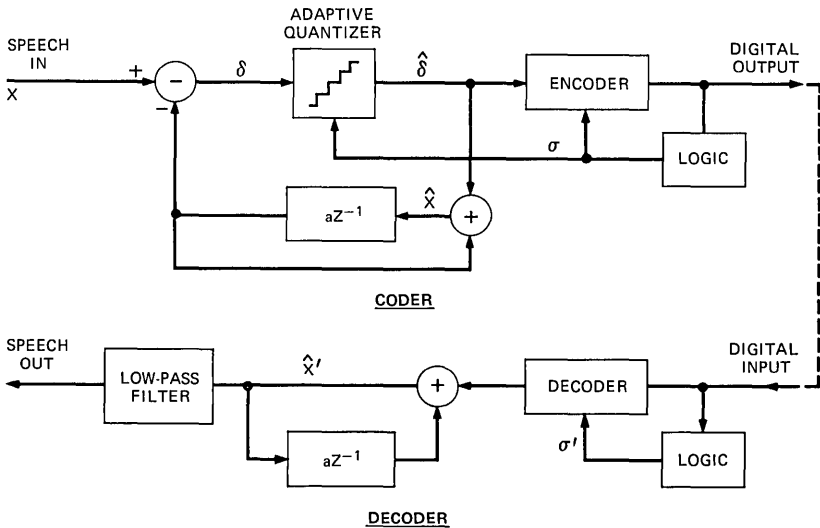 SPEECH
IN
X
+
−
−
δ
ADAPTIVE
QUANTIZER
δ̂
ENCODER
DIGITAL
OUTPUT
σ
LOGIC
aZ⁻¹
x̂
+
CODER
SPEECH
OUT
LOW-PASS
FILTER
x̂′
+
DECODER
DIGITAL
INPUT
aZ⁻¹
σ′
LOGIC
DECODER